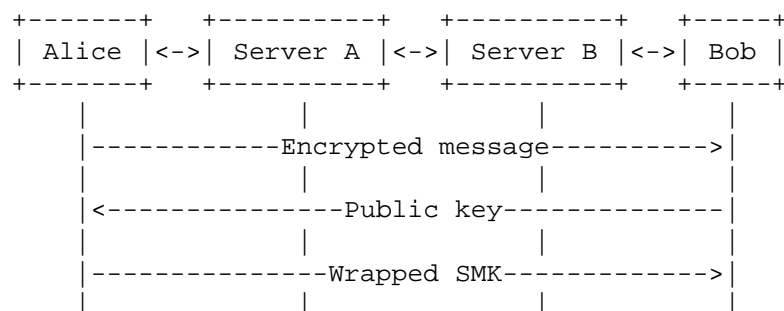 Alice <-> Server A <-> Server B <-> Bob
Encrypted message
Public key
Wrapped SMK